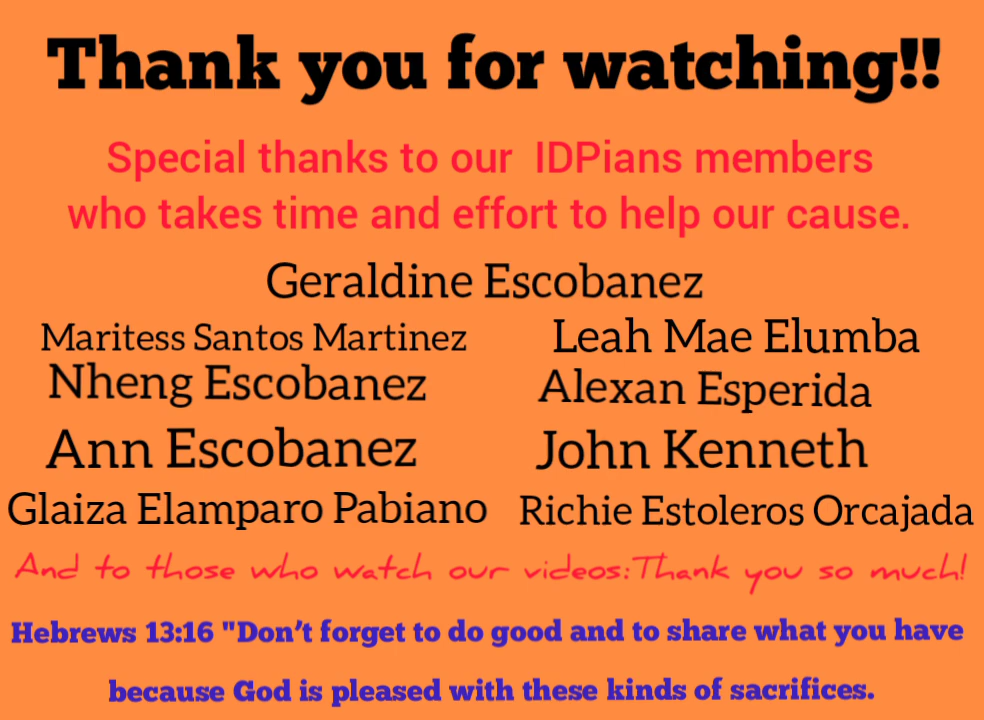 Thank you for watching!!
Special thanks to our IDPians members
who takes time and effort to help our cause.
Geraldine Escobanez
Maritess Santos Martinez
Leah Mae Elumba
Nheng Escobanez
Alexan Esperida
Ann Escobanez
John Kenneth
Glaiza Elamparo Pabiano
Richie Estoleros Orcajada
And to those who watch our videos:Thank you so much!
Hebrews 13:16 "Don’t forget to do good and to share what you have
because God is pleased with these kinds of sacrifices.